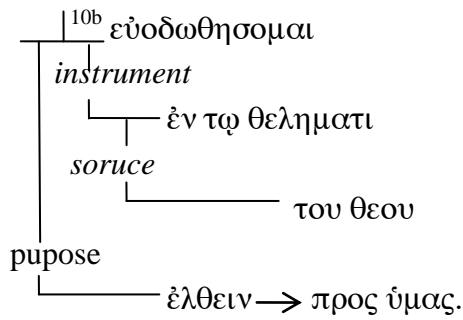 10b εὐοδωθησομαι
instrument
ἐν τῳ θεληματι
soruce
του θεου
pupose
ἐλθειν → προς ὑμας.